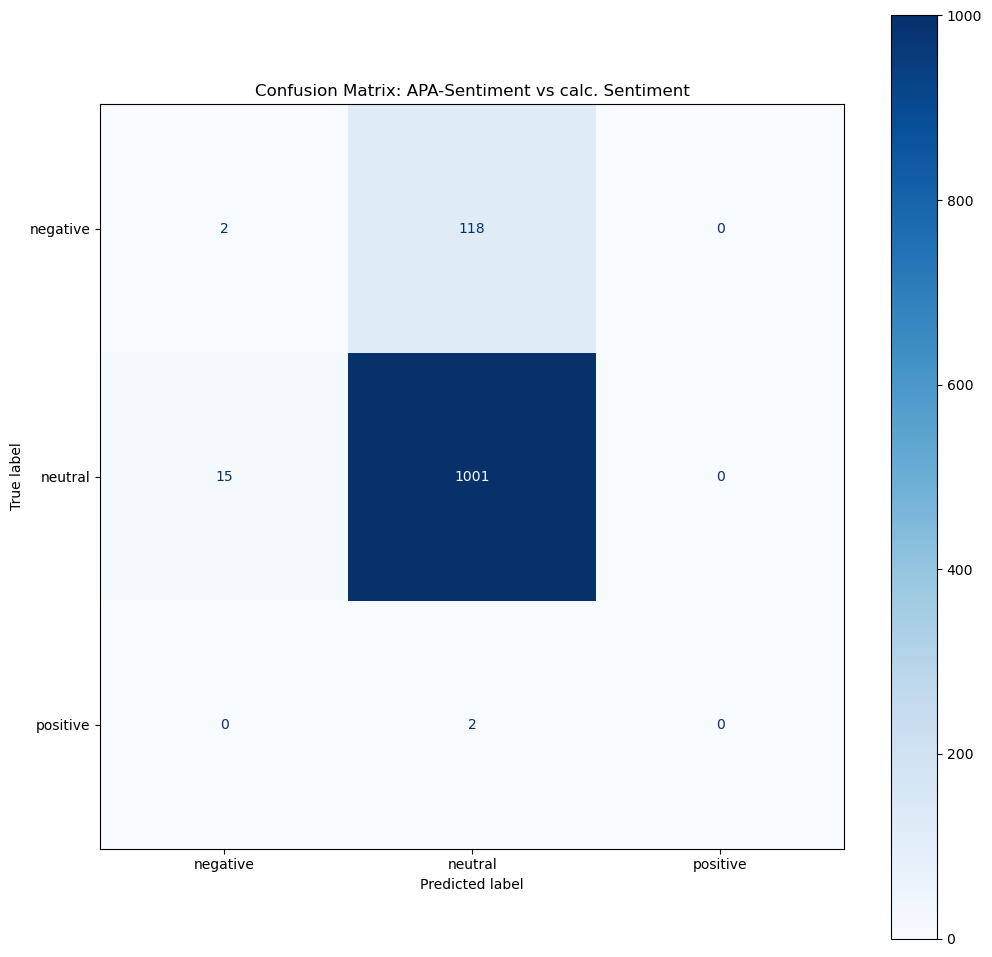 Confusion Matrix: APA-Sentiment vs calc. Sentiment
True label
negative
2
118
0
neutral
15
1001
0
positive
0
2
0
negative
neutral
positive
Predicted label
1000
800
600
400
200
0